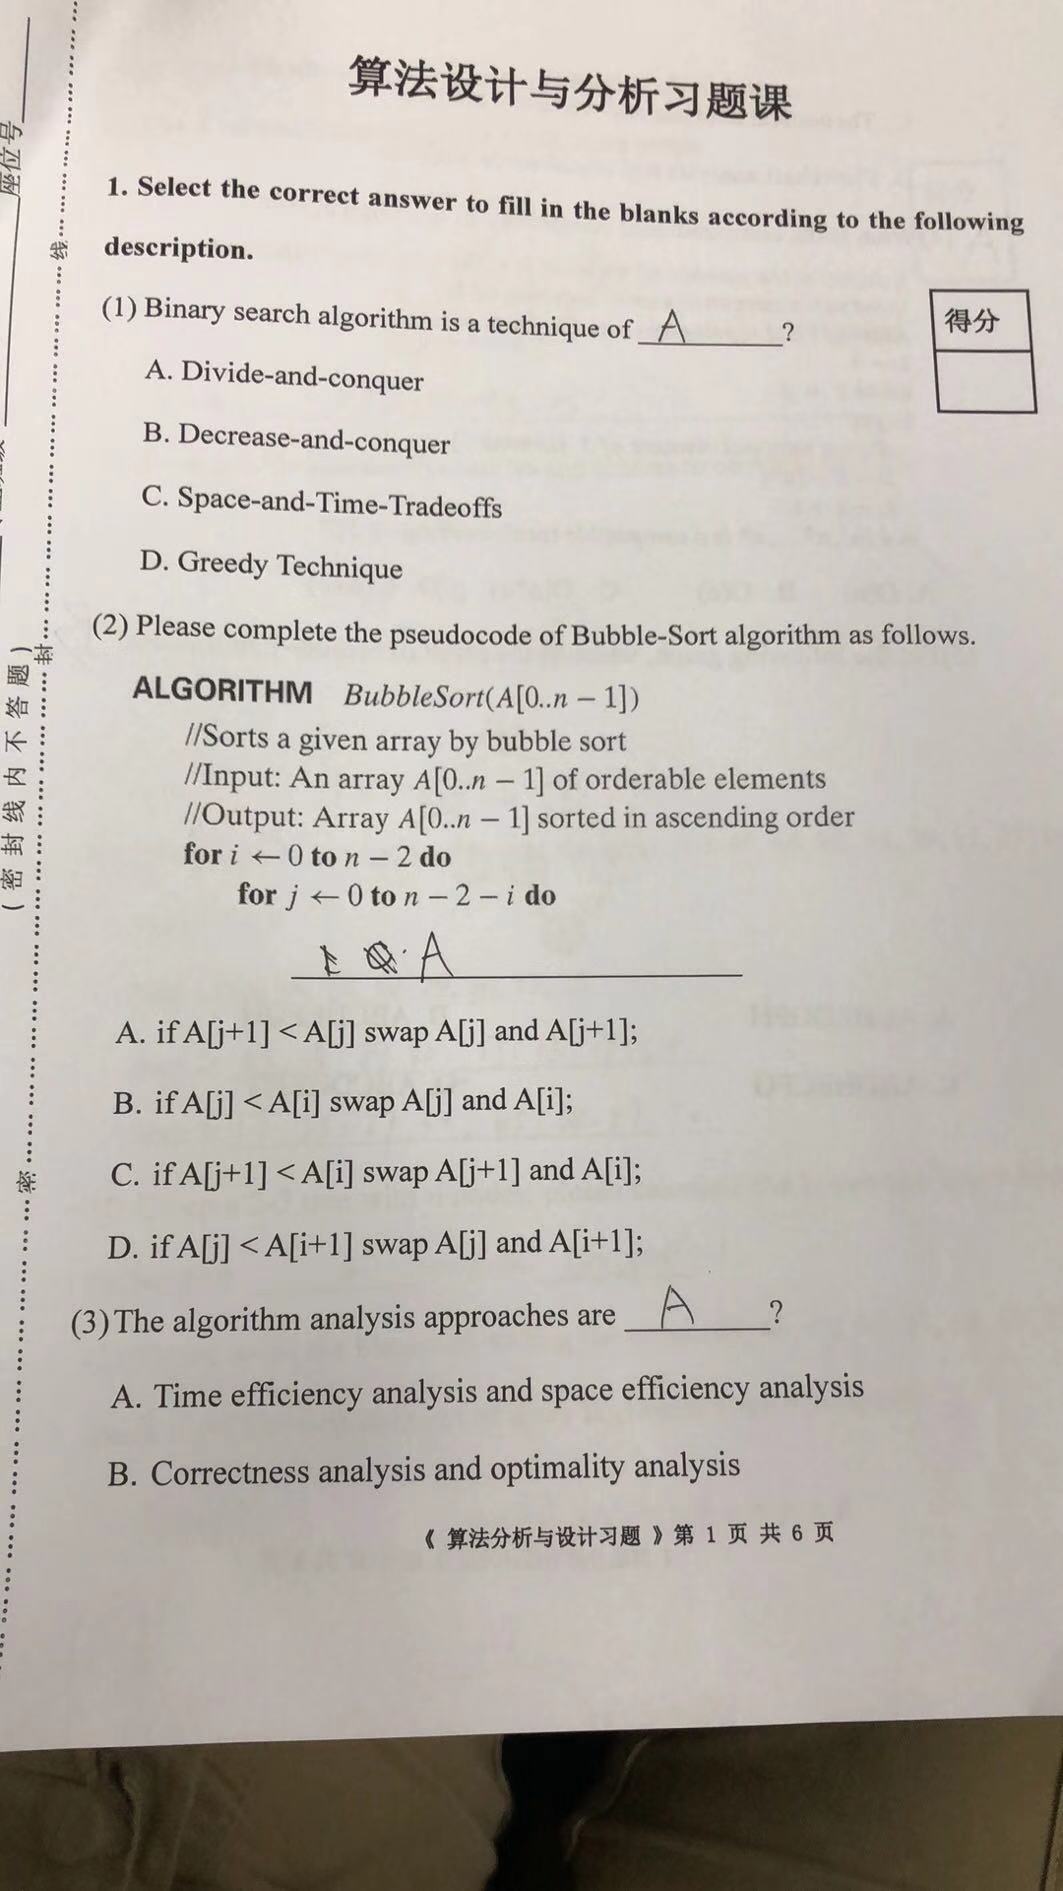 算法设计与分析习题课
1. Select the correct answer to fill in the blanks according to the following
description.
得分
(1) Binary search algorithm is a technique of A ?
A. Divide-and-conquer
B. Decrease-and-conquer
C. Space-and-Time-Tradeoffs
D. Greedy Technique
(2) Please complete the pseudocode of Bubble-Sort algorithm as follows.
ALGORITHM BubbleSort(A[0..n − 1])
//Sorts a given array by bubble sort
//Input: An array A[0..n − 1] of orderable elements
//Output: Array A[0..n − 1] sorted in ascending order
for i ← 0 to n − 2 do
for j ← 0 to n − 2 − i do
A
A. if A[j+1] < A[j] swap A[j] and A[j+1];
B. if A[j] < A[i] swap A[j] and A[i];
C. if A[j+1] < A[i] swap A[j+1] and A[i];
D. if A[j] < A[i+1] swap A[j] and A[i+1];
(3) The algorithm analysis approaches are A ?
A. Time efficiency analysis and space efficiency analysis
B. Correctness analysis and optimality analysis
《 算法分析与设计习题 》第 1 页 共 6 页
座位号
(密封线内不答题)
密 封 线